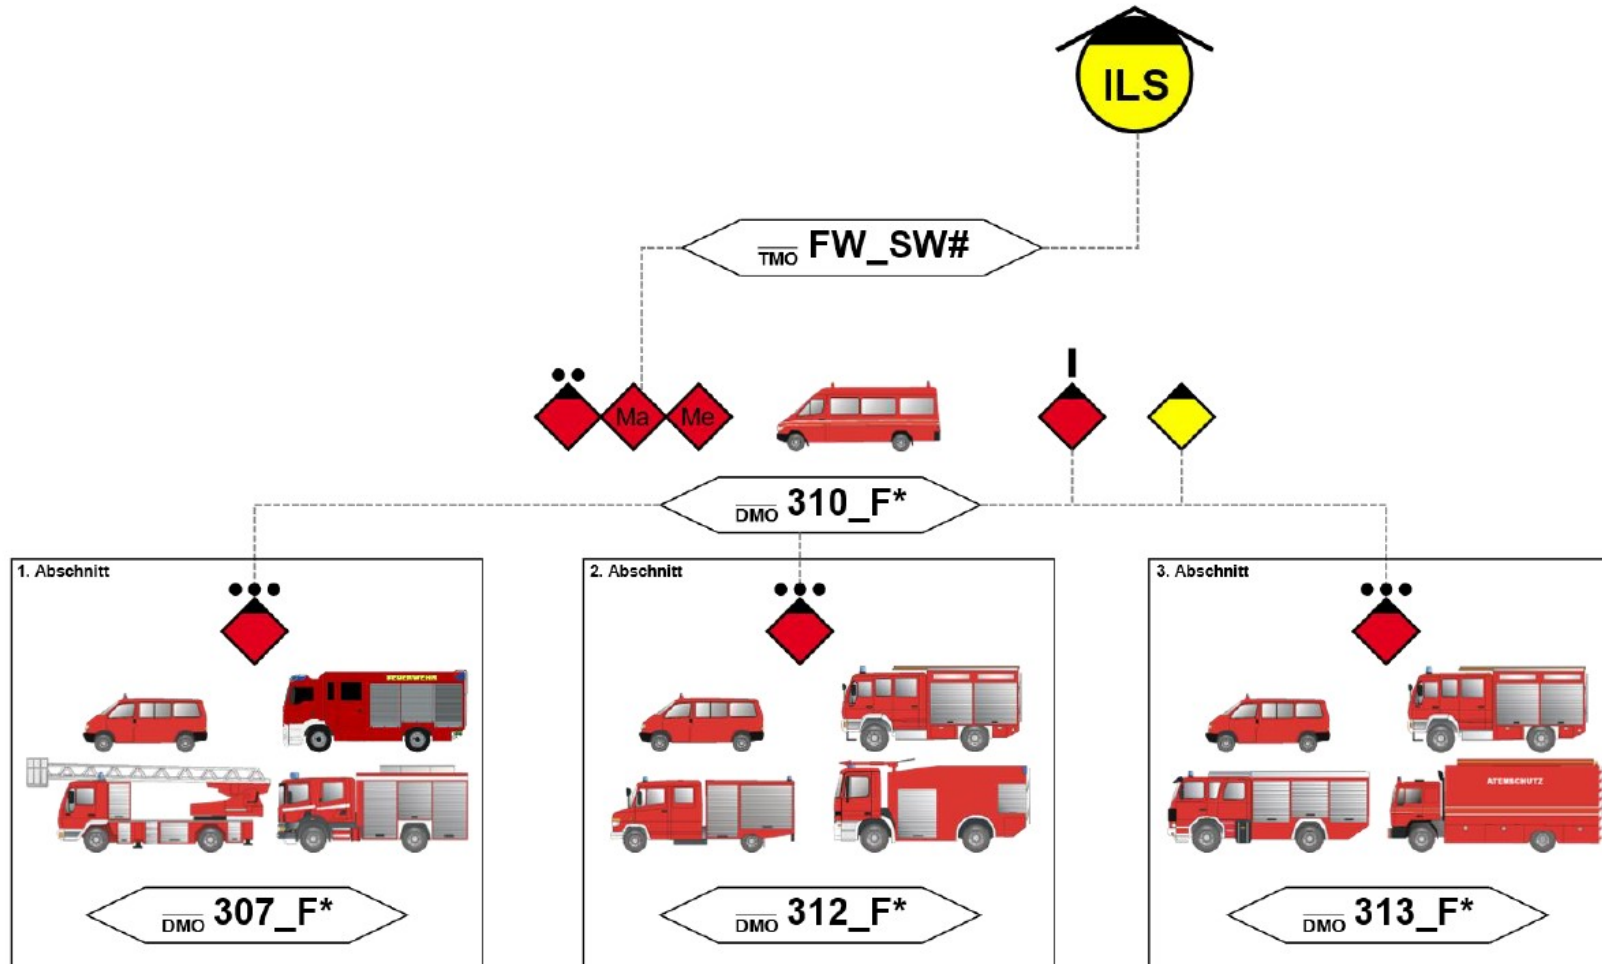 ILS
TMO FW_SW#
Ma Me
DMO 310_F*
1. Abschnitt
2. Abschnitt
3. Abschnitt
FEUERWEHR
ATEMSCHUTZ
DMO 307_F*
DMO 312_F*
DMO 313_F*